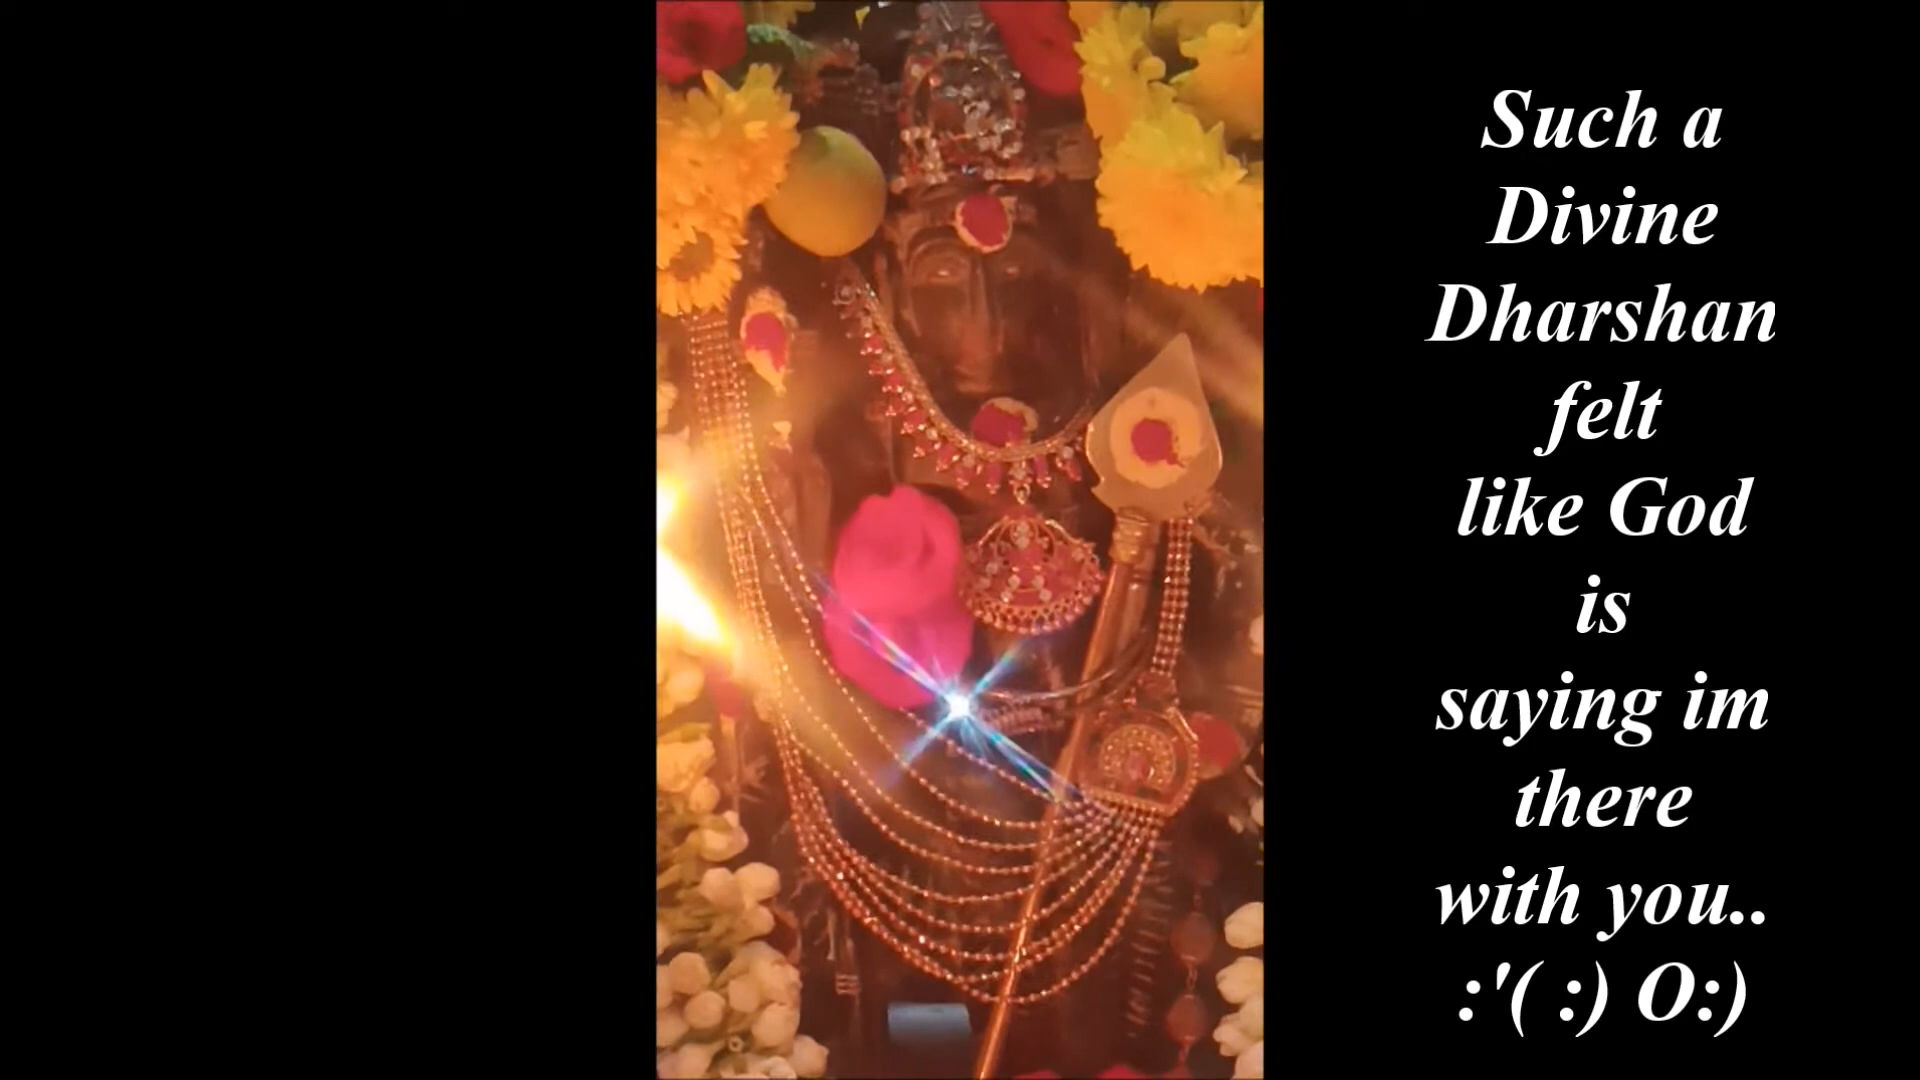 Such a
Divine
Dharshan
felt
like God
is
saying im
there
with you..
:'( :) O:)